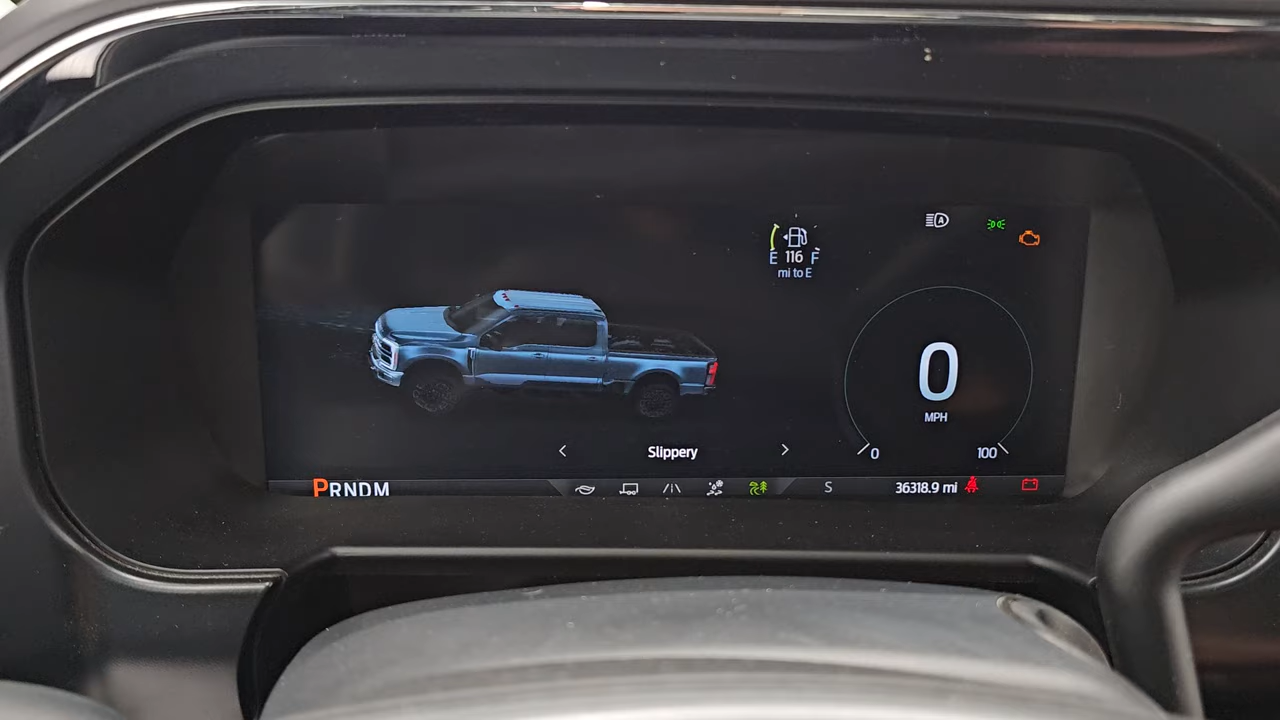 E 116 F
mi to E
A
0
MPH
0 100
Slippery
PRNDM
S
36318.9 mi